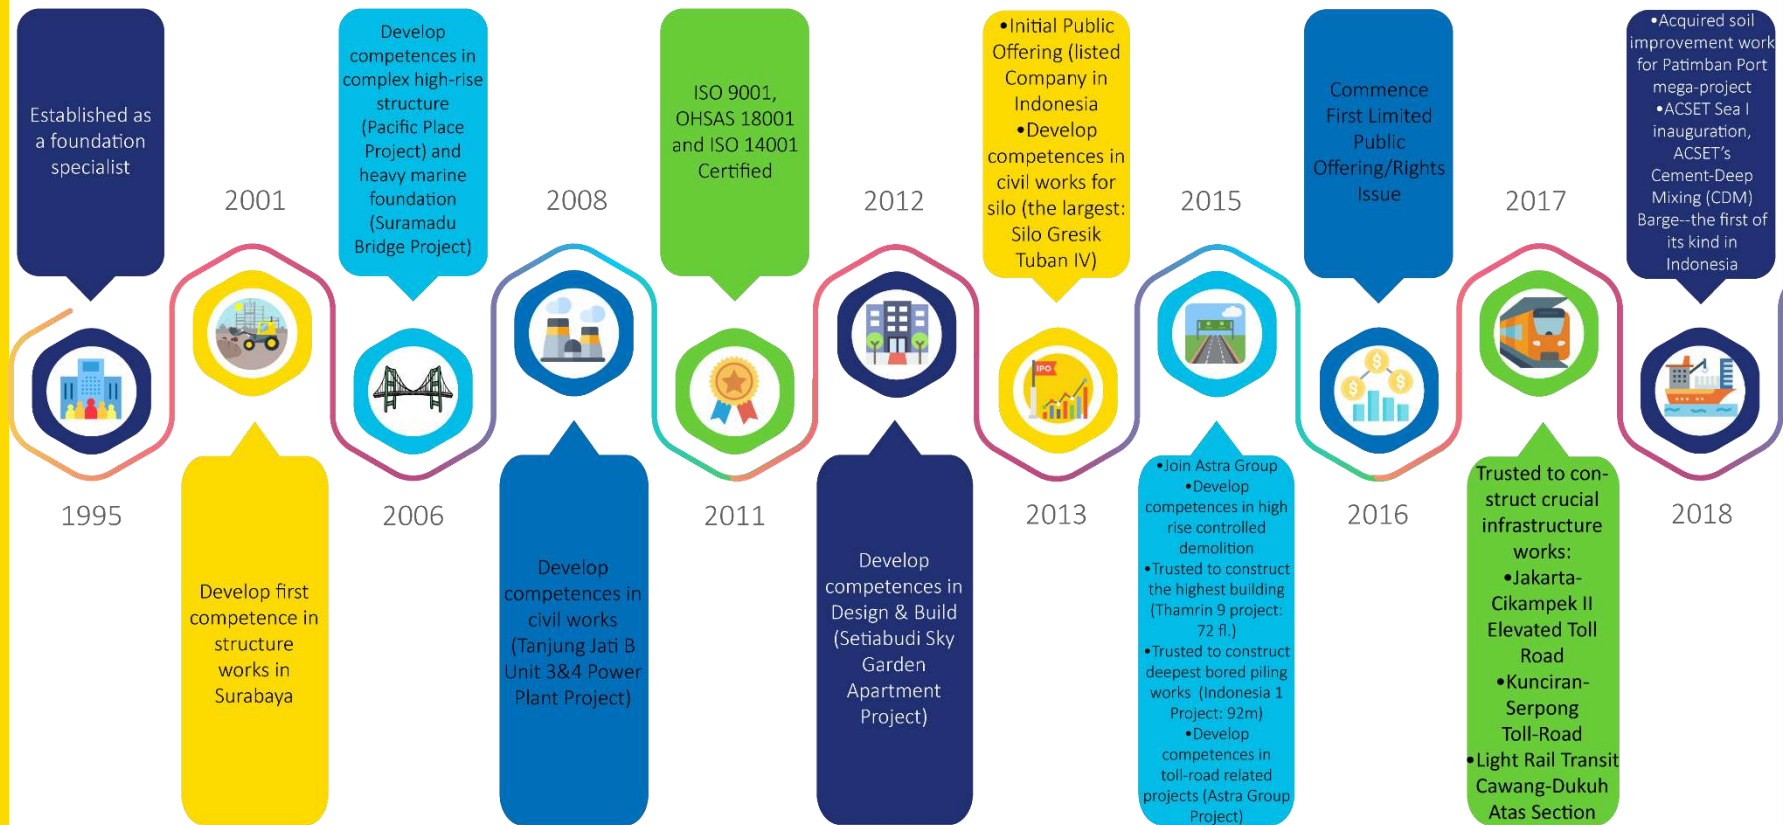 Established as
a foundation
specialist
1995
2001
Develop first
competence in
structure
works in
Surabaya
Develop
competences in
complex high-rise
structure
(Pacific Place
Project) and
heavy marine
foundation
(Suramadu
Bridge Project)
2006
2008
Develop
competences in
civil works
(Tanjung Jati B
Unit 3&4 Power
Plant Project)
ISO 9001,
OHSAS 18001
and ISO 14001
Certified
2011
2012
Develop
competences in
Design & Build
(Setiabudi Sky
Garden
Apartment
Project)
•Initial Public
Offering (listed
Company in
Indonesia
•Develop
competences in
civil works for
silo (the largest:
Silo Gresik
Tuban IV)
IPO
2013
2015
•Join Astra Group
•Develop
competences in high
rise controlled
demolition
•Trusted to construct
the highest building
(Thamrin 9 project:
72 fl.)
•Trusted to construct
deepest bored piling
works (Indonesia 1
Project: 92m)
•Develop
competences in
toll-road related
projects (Astra Group
Project)
Commence
First Limited
Public
Offering/Rights
Issue
$
$
$
2016
2017
Trusted to con-
struct crucial
infrastructure
works:
•Jakarta-
Cikampek II
Elevated Toll
Road
•Kunciran-
Serpong
Toll-Road
•Light Rail Transit
Cawang-Dukuh
Atas Section
•Acquired soil
improvement work
for Patimban Port
mega-project
•ACSET Sea I
inauguration,
ACSET’s
Cement-Deep
Mixing (CDM)
Barge--the first of
its kind in
Indonesia
2018